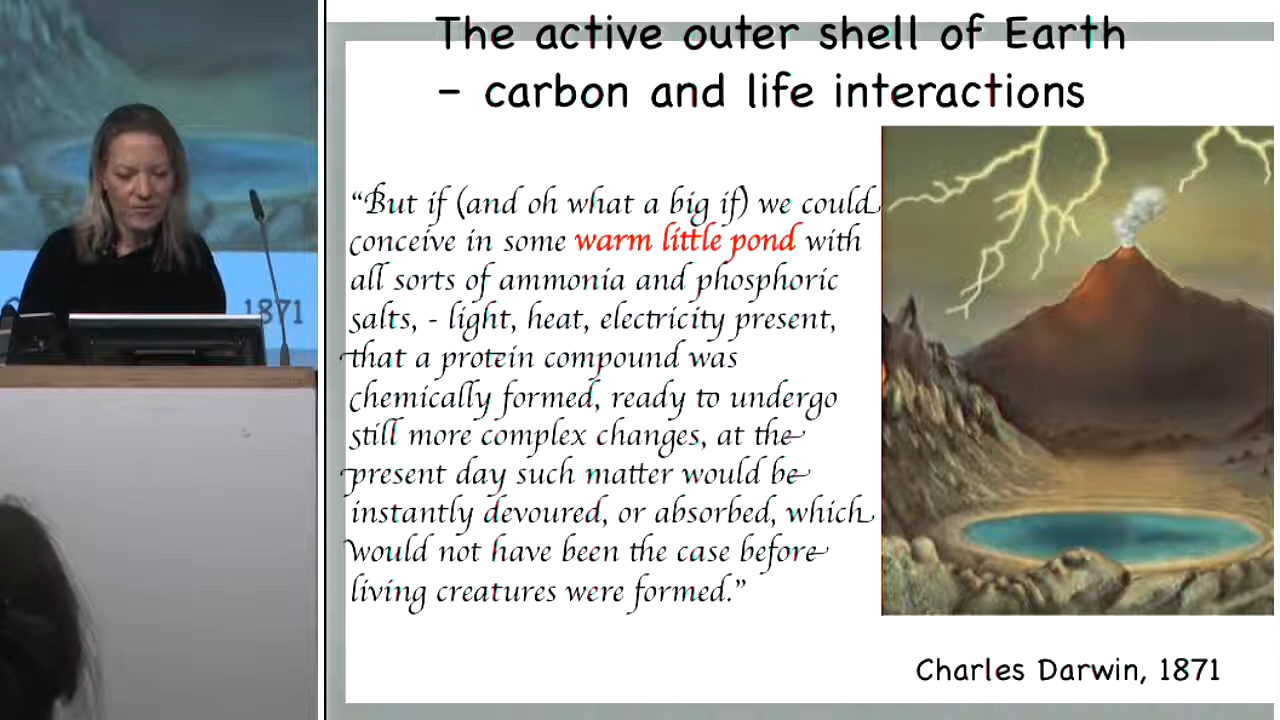 The active outer shell of Earth
– carbon and life interactions
“But if (and oh what a big if) we could
conceive in some warm little pond with
all sorts of ammonia and phosphoric
salts, - light, heat, electricity present,
that a protein compound was
chemically formed, ready to undergo
still more complex changes, at the
present day such matter would be
instantly devoured, or absorbed, which
would not have been the case before
living creatures were formed.”
Charles Darwin, 1871
1871